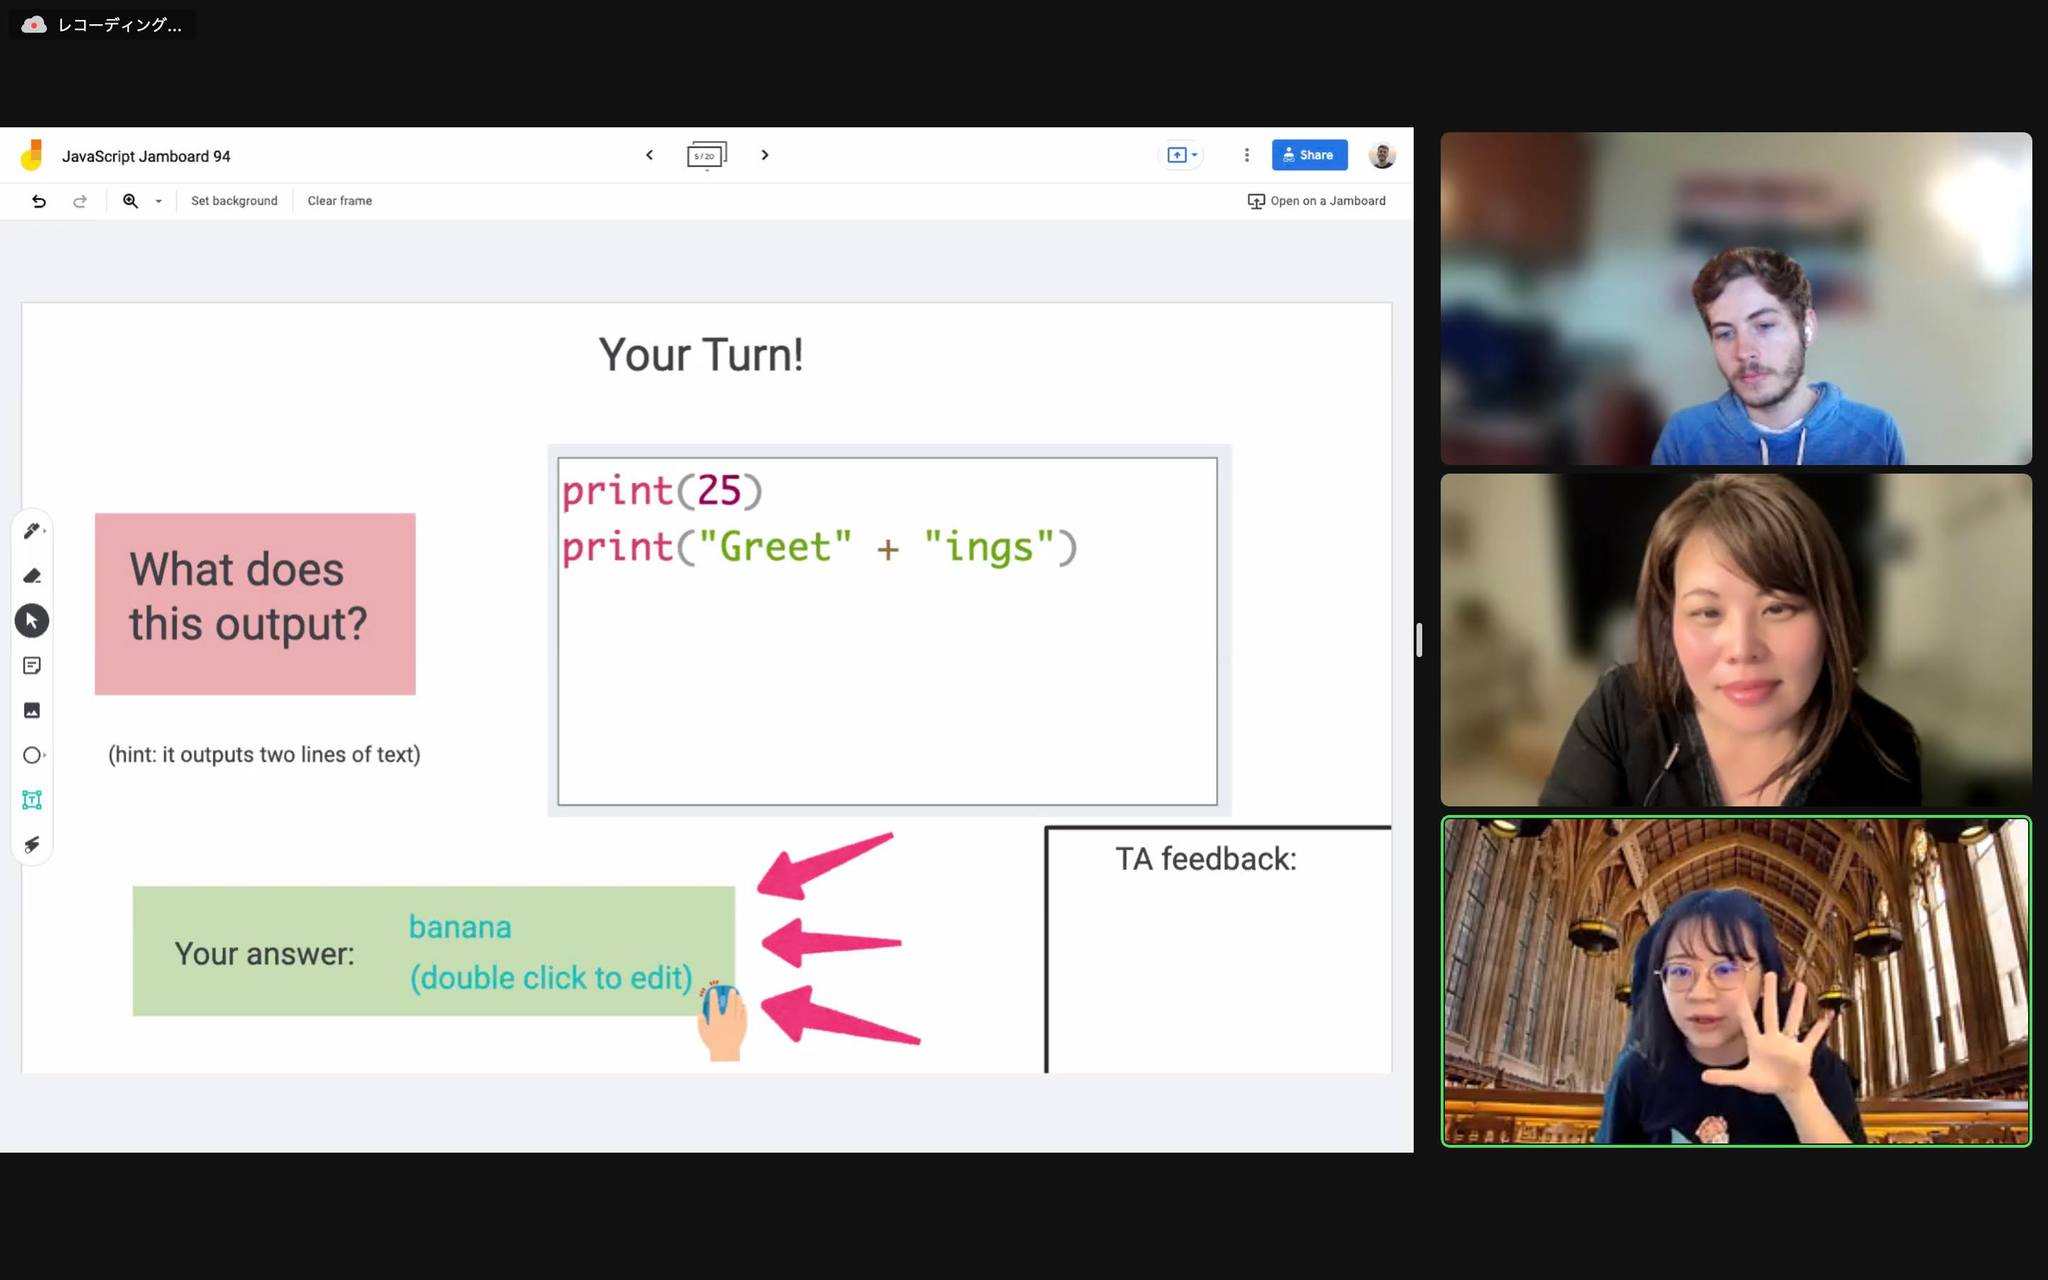 レコーディング...
JavaScript Jamboard 94
5 / 20
Share
Set background
Clear frame
Open on a Jamboard
Your Turn!
What does
this output?
(hint: it outputs two lines of text)
print(25)
print("Greet" + "ings")
Your answer:
banana
(double click to edit)
TA feedback: